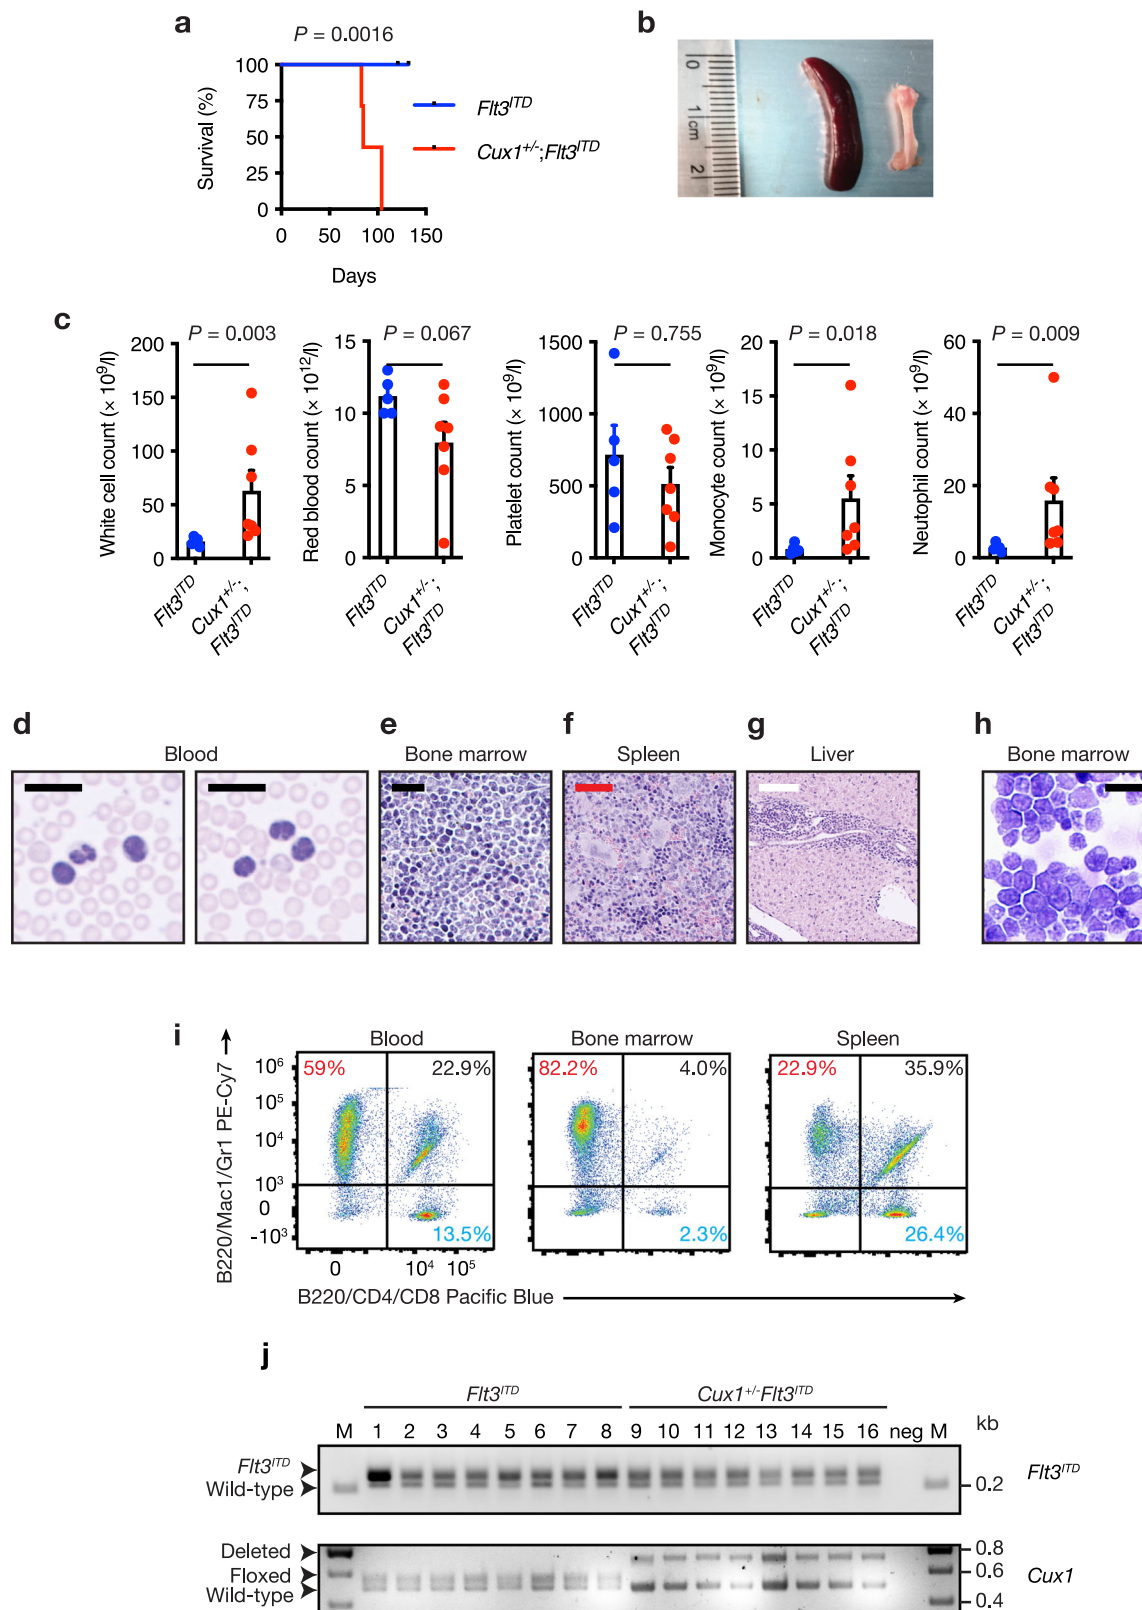 a
P = 0.0016
Survival (%)
100
75
50
25
0
0 50 100 150
Days
Flt3ITD
Cux1+/-;Flt3ITD
b
0
1 cm
2
c
P = 0.003
White cell count (× 10⁹/l)
200
150
100
50
0
Flt3ITD
Cux1+/-;
Flt3ITD
P = 0.067
Red blood count (× 10¹²/l)
15
10
5
0
Flt3ITD
Cux1+/-;
Flt3ITD
P = 0.755
Platelet count (× 10⁹/l)
1500
1000
500
0
Flt3ITD
Cux1+/-;
Flt3ITD
P = 0.018
Monocyte count (× 10⁹/l)
20
15
10
5
0
Flt3ITD
Cux1+/-;
Flt3ITD
P = 0.009
Neutophil count (× 10⁹/l)
60
40
20
0
Flt3ITD
Cux1+/-;
Flt3ITD
d e f g h
Blood Bone marrow Spleen Liver Bone marrow
i
Blood Bone marrow Spleen
B220/Mac1/Gr1 PE-Cy7
10⁶
10⁵
10⁴
10³
0
-10³
59% 22.9%
13.5%
82.2% 4.0%
2.3%
22.9% 35.9%
26.4%
0 10⁴ 10⁵
B220/CD4/CD8 Pacific Blue
j
Flt3ITD Cux1+/-Flt3ITD
M 1 2 3 4 5 6 7 8 9 10 11 12 13 14 15 16 neg M kb
Flt3ITD
Wild-type
0.2
Flt3ITD
Deleted
Floxed
Wild-type
0.8
0.6
0.4
Cux1